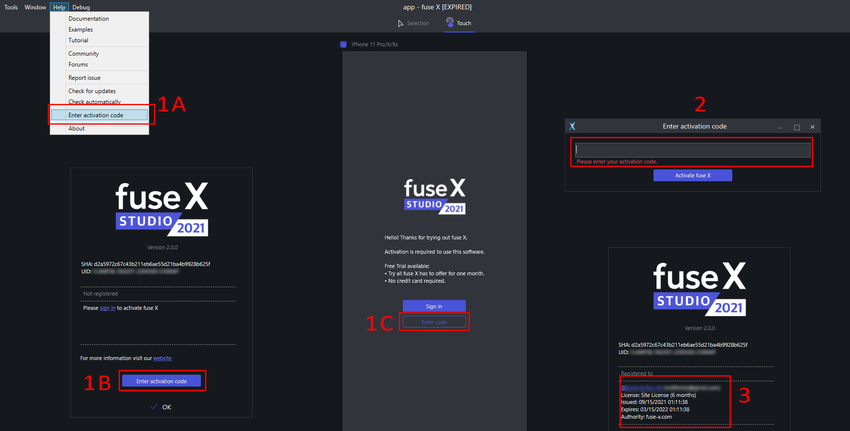 Tools Window Help Debug
app - fuse X [EXPIRED]
Selection Touch
Documentation
Examples
Tutorial
Community
Forums
Report issue
Check for updates
Check automatically
Enter activation code
About
1A
iPhone 11 Pro/X/Xs
2
Enter activation code
Please enter your activation code.
Activate fuse X
fuse X
STUDIO 2021
Version 2.0.0
SHA: d2a5972c67c43b211eb6ae55d21ba4b9928b625f
UID:
Not registered
Please sign in to activate fuse X
For more information visit our website
1B
Enter activation code
OK
fuse X
STUDIO 2021
Hello! Thanks for trying out fuse X.
Activation is required to use this software.
Free Trial available:
• Try all fuse X has to offer for one month.
• No credit card required.
Sign in
1C
Enter code
fuse X
STUDIO 2021
Version 2.0.0
SHA: d2a5972c67c43b211eb6ae55d21ba4b9928b625f
UID:
Registered to
License: Site License (6 months)
Issued: 09/15/2021 01:11:38
Expires: 03/15/2022 01:11:38
Authority: fuse-x.com
3